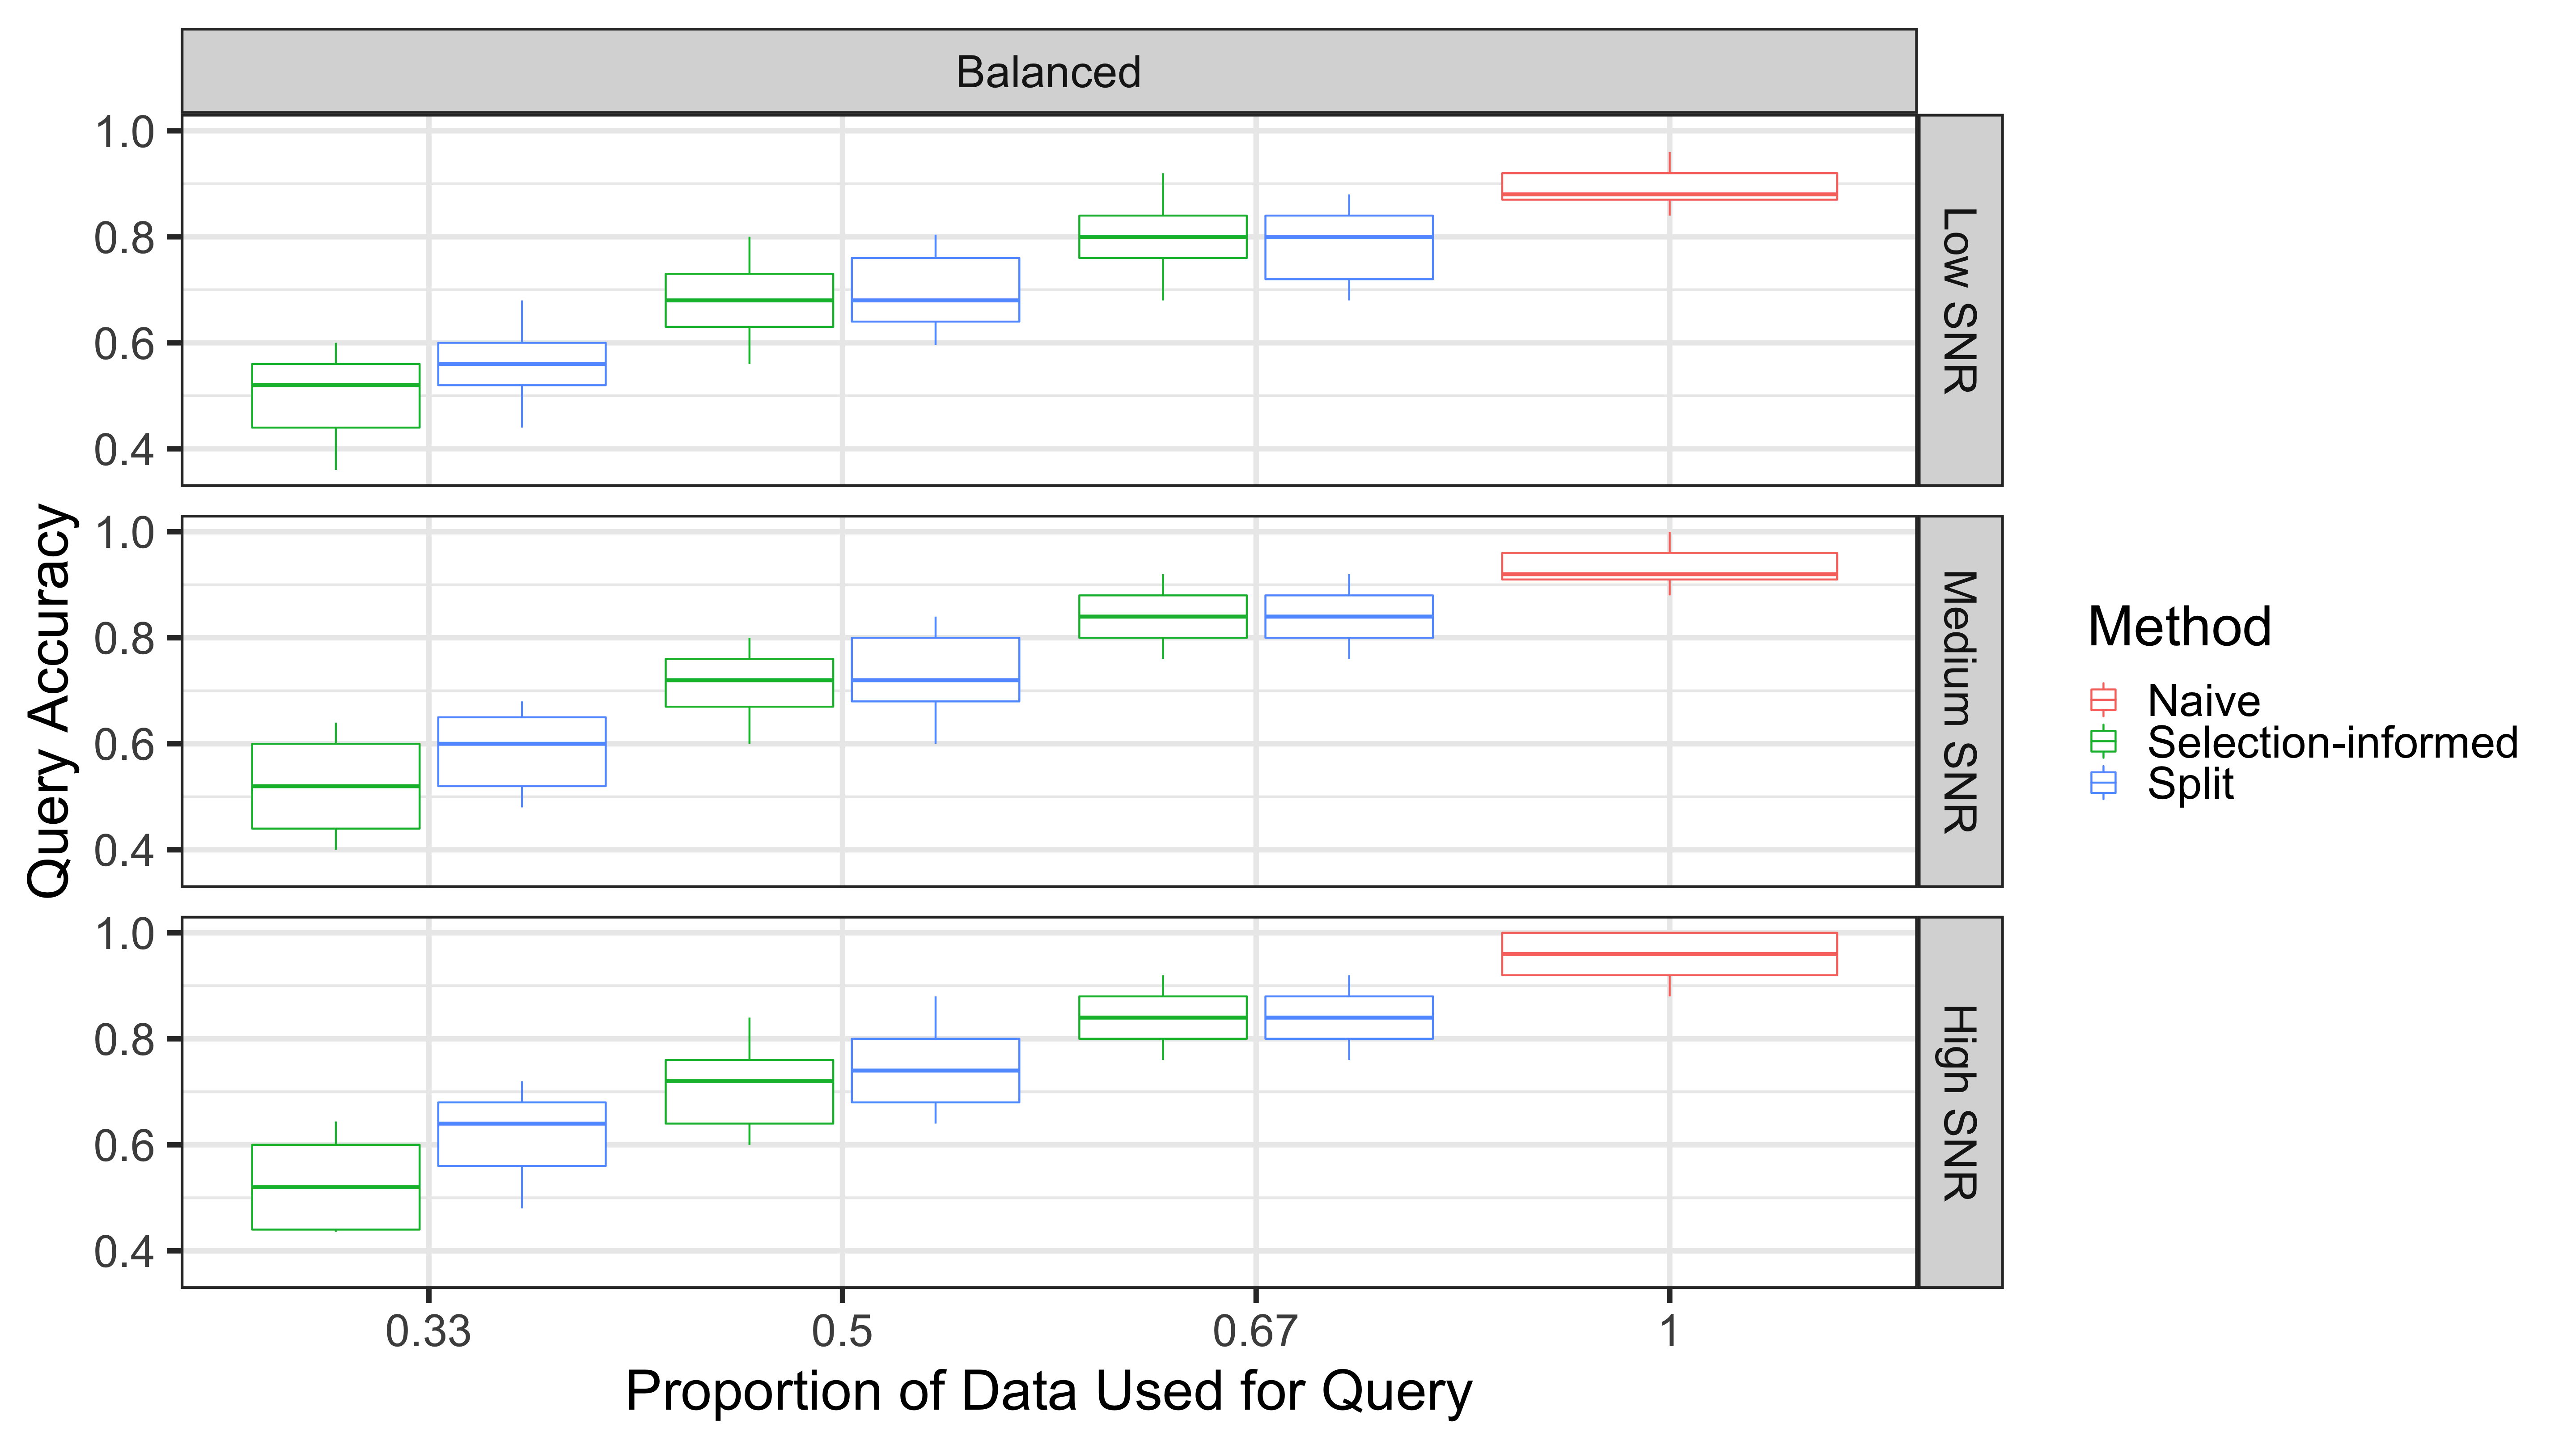 Balanced
1.0
0.8
0.6
0.4
Low SNR
1.0
0.8
0.6
0.4
Medium SNR
1.0
0.8
0.6
0.4
High SNR
Query Accuracy
0.33 0.5 0.67 1
Proportion of Data Used for Query
Method
Naive
Selection-informed
Split